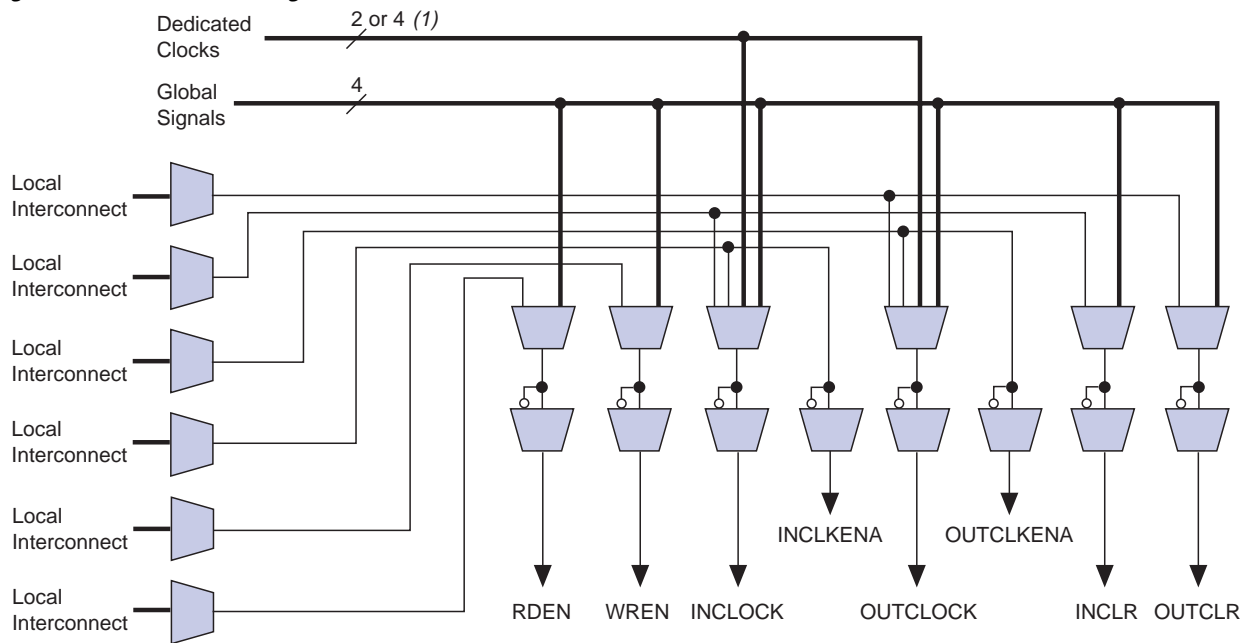 Dedicated
Clocks
2 or 4 (1)
Global
Signals
4
Local
Interconnect
Local
Interconnect
Local
Interconnect
Local
Interconnect
Local
Interconnect
Local
Interconnect
INCLKENA
OUTCLKENA
RDEN
WREN
INCLOCK
OUTCLOCK
INCLR
OUTCLR